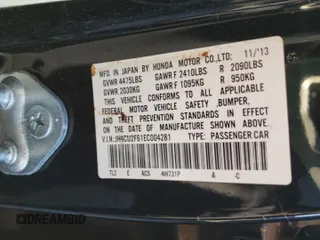 MFD. IN JAPAN BY HONDA MOTOR CO.,LTD. 11/'13
GVWR 4475LBS GAWR F 2410LBS R 2090LBS
GVWR 2030KG GAWR F 1095KG R 950KG
THIS VEHICLE CONFORMS TO ALL APPLICABLE
FEDERAL MOTOR VEHICLE SAFETY, BUMPER,
AND THEFT PREVENTION STANDARDS IN EFFECT
ON THE DATE OF MANUFACTURE SHOWN ABOVE.
V.I.N.: JH4CU2F61EC004281 TYPE: PASSENGER CAR
TL2 E AC5 NH731P A -C
DREAMBID